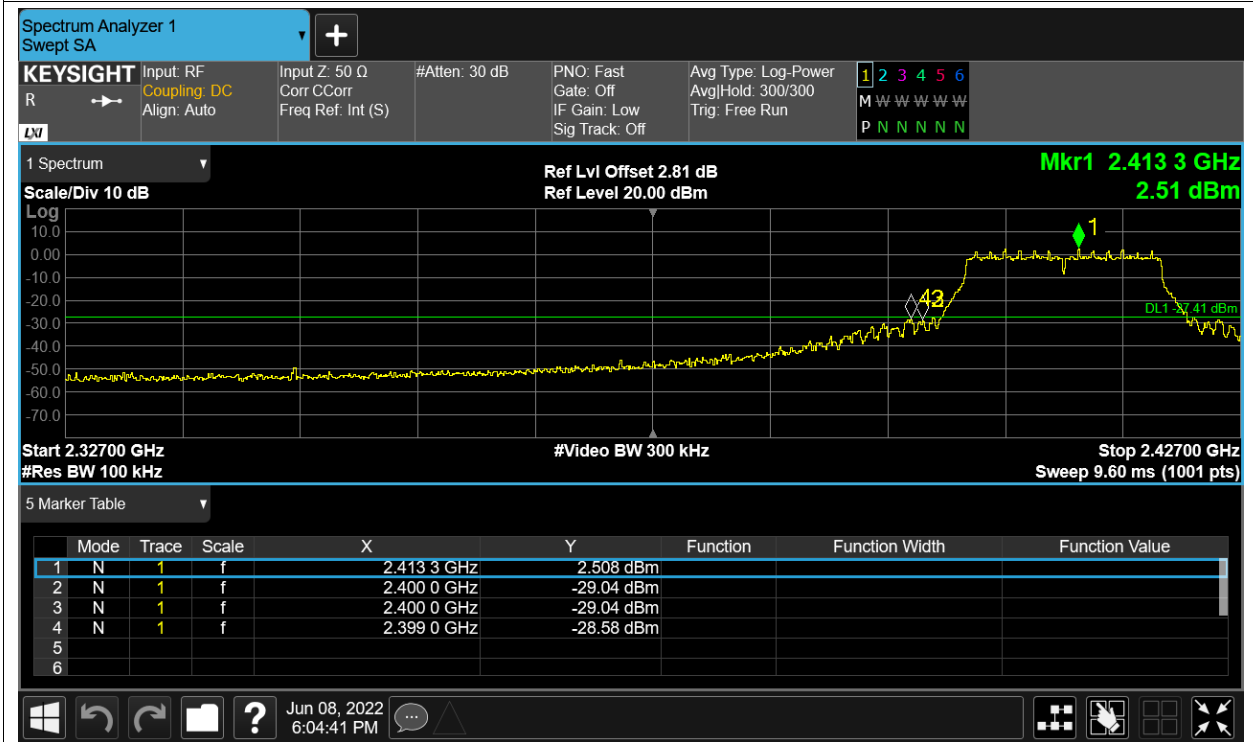 Spectrum Analyzer 1
Swept SA
+
KEYSIGHT
R
LXI
Input: RF
Coupling: DC
Align: Auto
Input Z: 50 Ω
Corr CCorr
Freq Ref: Int (S)
#Atten: 30 dB
PNO: Fast
Gate: Off
IF Gain: Low
Sig Track: Off
Avg Type: Log-Power
Avg|Hold: 300/300
Trig: Free Run
1 2 3 4 5 6
M W W W W W
P N N N N N
1 Spectrum
Scale/Div 10 dB
Ref Lvl Offset 2.81 dB
Ref Level 20.00 dBm
Mkr1 2.413 3 GHz
2.51 dBm
Log
10.0
0.00
-10.0
-20.0
-30.0
-40.0
-50.0
-60.0
-70.0
1
DL1 -27.41 dBm
Start 2.32700 GHz
#Res BW 100 kHz
#Video BW 300 kHz
Stop 2.42700 GHz
Sweep 9.60 ms (1001 pts)
5 Marker Table
Mode Trace Scale X Y Function Function Width Function Value
1 N 1 f 2.413 3 GHz 2.508 dBm
2 N 1 f 2.400 0 GHz -29.04 dBm
3 N 1 f 2.400 0 GHz -29.04 dBm
4 N 1 f 2.399 0 GHz -28.58 dBm
5
6
?
Jun 08, 2022
6:04:41 PM